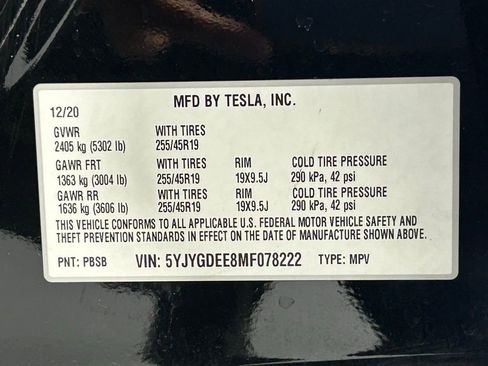 MFD BY TESLA, INC.
12/20
GVWR WITH TIRES
2405 kg (5302 lb) 255/45R19
GAWR FRT WITH TIRES RIM COLD TIRE PRESSURE
1363 kg (3004 lb) 255/45R19 19X9.5J 290 kPa, 42 psi
GAWR RR WITH TIRES RIM COLD TIRE PRESSURE
1636 kg (3606 lb) 255/45R19 19X9.5J 290 kPa, 42 psi
THIS VEHICLE CONFORMS TO ALL APPLICABLE U.S. FEDERAL MOTOR VEHICLE SAFETY AND
THEFT PREVENTION STANDARDS IN EFFECT ON THE DATE OF MANUFACTURE SHOWN ABOVE.
PNT: PBSB VIN: 5YJYGDEE8MF078222 TYPE: MPV